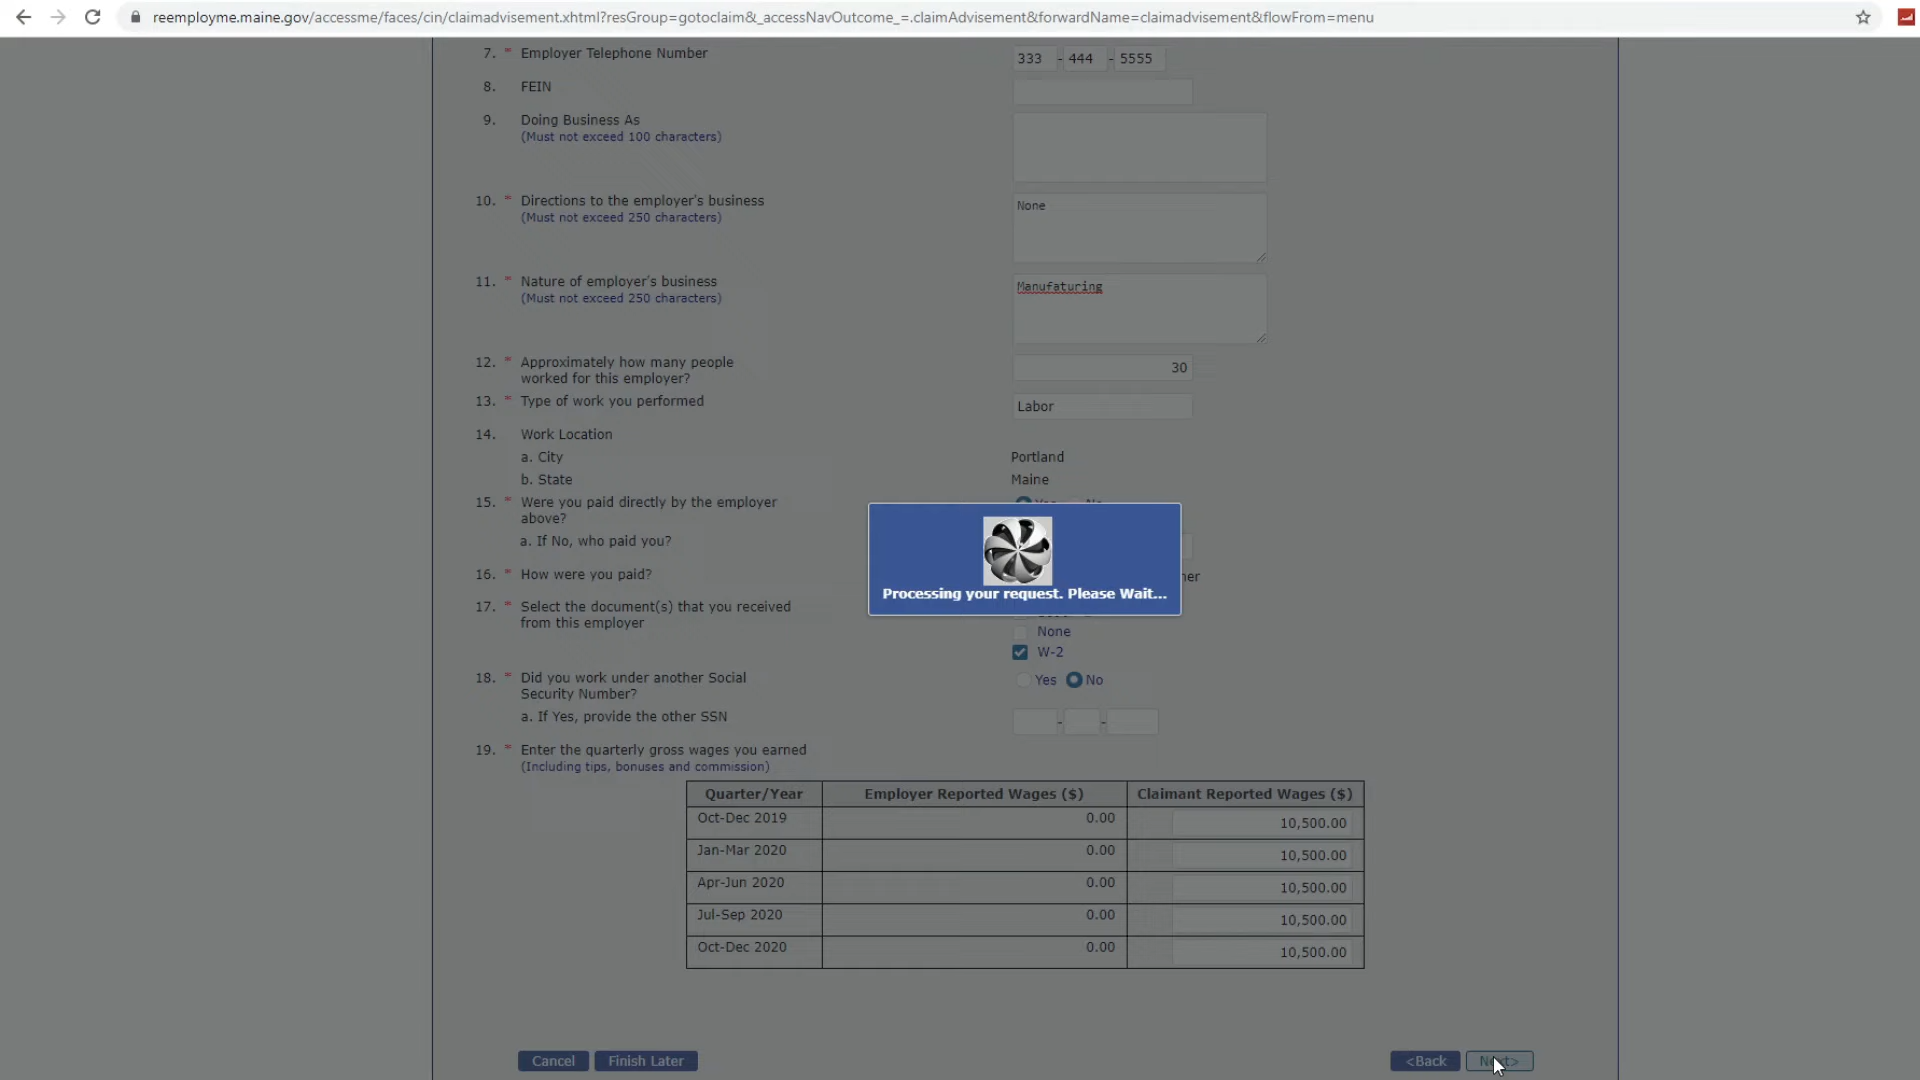 reemployme.maine.gov/accessme/faces/cin/claimadvisement.xhtml?resGroup=gotoclaim&_accessNavOutcome_=.claimAdvisement&forwardName=claimadvisement&flowFrom=menu
7. * Employer Telephone Number 333 - 444 - 5555
8. FEIN
9. Doing Business As
(Must not exceed 100 characters)
10. * Directions to the employer's business None
(Must not exceed 250 characters)
11. * Nature of employer's business Manufaturing
(Must not exceed 250 characters)
12. * Approximately how many people 30
worked for this employer?
13. * Type of work you performed Labor
14. Work Location
a. City Portland
b. State Maine
15. * Were you paid directly by the employer
above?
a. If No, who paid you?
16. * How were you paid?
17. * Select the document(s) that you received
from this employer
Processing your request. Please Wait...
None
W-2
18. * Did you work under another Social Yes No
Security Number?
a. If Yes, provide the other SSN - -
19. * Enter the quarterly gross wages you earned
(Including tips, bonuses and commission)
Quarter/Year Employer Reported Wages ($) Claimant Reported Wages ($)
Oct-Dec 2019 0.00 10,500.00
Jan-Mar 2020 0.00 10,500.00
Apr-Jun 2020 0.00 10,500.00
Jul-Sep 2020 0.00 10,500.00
Oct-Dec 2020 0.00 10,500.00
Cancel Finish Later <Back Next>